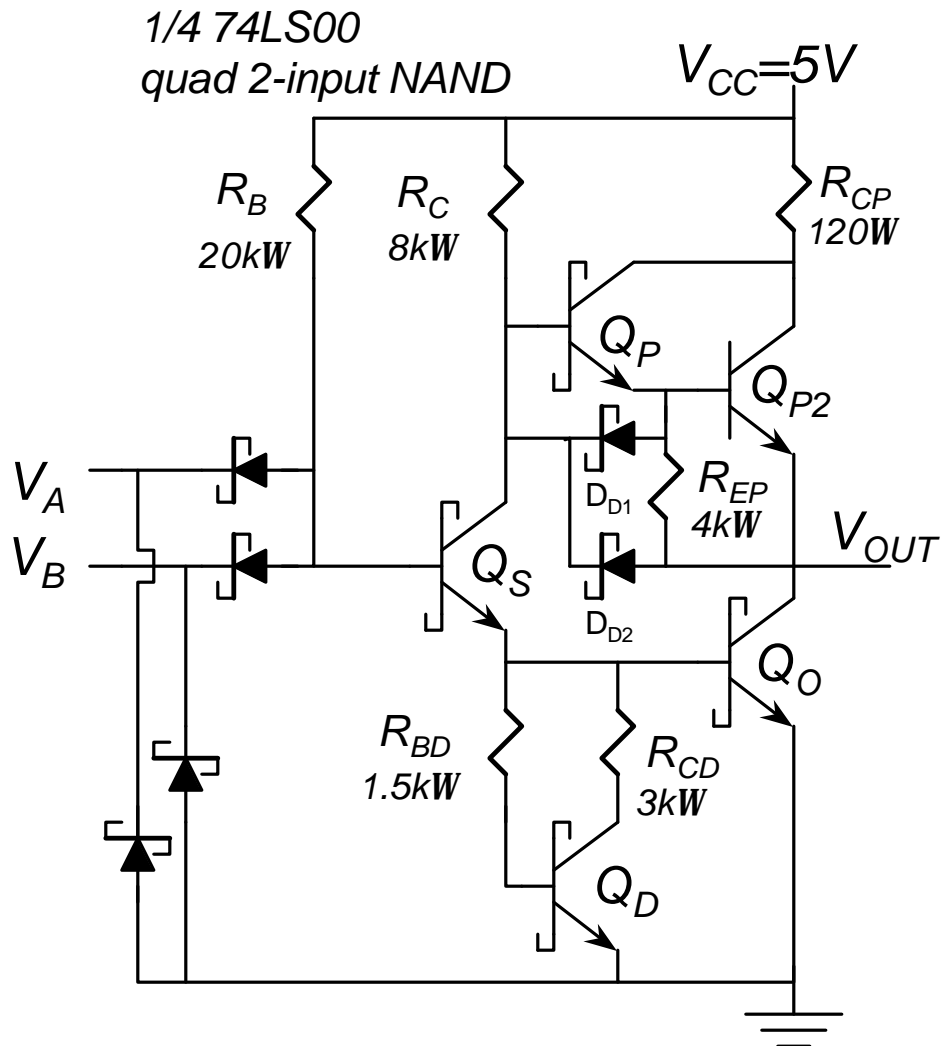 1/4 74LS00
quad 2-input NAND
VCC=5V
RB
20kW
RC
8kW
RCP
120W
QP
QP2
VA
DD1
REP
4kW
VOUT
VB
QS
DD2
QO
RBD
1.5kW
RCD
3kW
QD